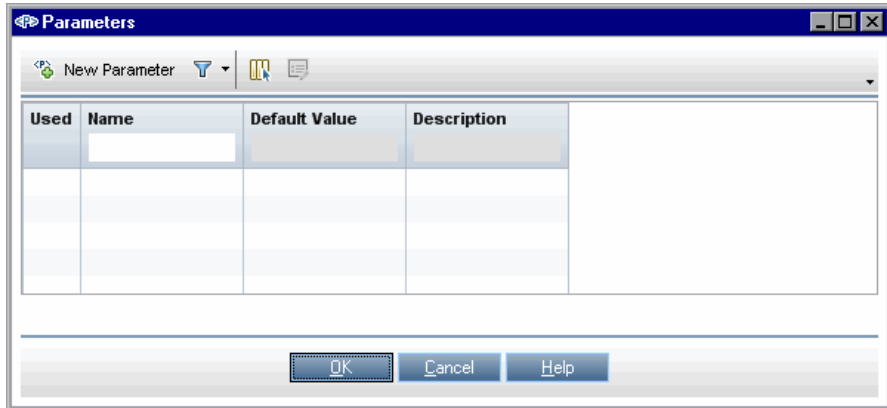 Parameters
New Parameter
Used Name Default Value Description
OK Cancel Help